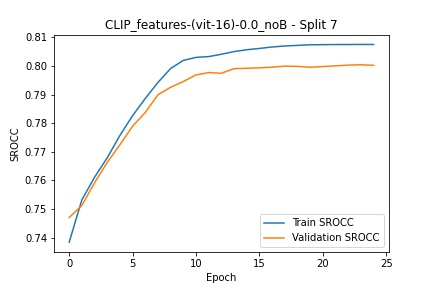 CLIP_features-(vit-16)-0.0_noB - Split 7
0.81
0.80
0.79
0.78
0.77
0.76
0.75
0.74
SROCC
Train SROCC
Validation SROCC
0 5 10 15 20 25
Epoch